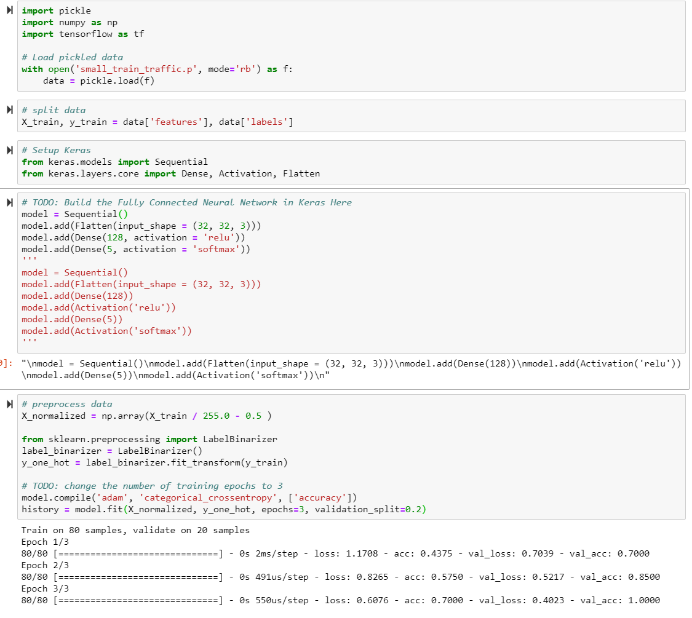 import pickle
import numpy as np
import tensorflow as tf
# Load pickled data
with open('small_train_traffic.p', mode='rb') as f:
    data = pickle.load(f)
# split data
X_train, y_train = data['features'], data['labels']
# Setup Keras
from keras.models import Sequential
from keras.layers.core import Dense, Activation, Flatten
# TODO: Build the Fully Connected Neural Network in Keras Here
model = Sequential()
model.add(Flatten(input_shape = (32, 32, 3)))
model.add(Dense(128, activation = 'relu'))
model.add(Dense(5, activation = 'softmax'))
'''
model = Sequential()
model.add(Flatten(input_shape = (32, 32, 3)))
model.add(Dense(128))
model.add(Activation('relu'))
model.add(Dense(5))
model.add(Activation('softmax'))
'''
]: "\nmodel = Sequential()\nmodel.add(Flatten(input_shape = (32, 32, 3)))\nmodel.add(Dense(128))\nmodel.add(Activation('relu'))
\nmodel.add(Dense(5))\nmodel.add(Activation('softmax'))\n"
# preprocess data
X_normalized = np.array(X_train / 255.0 - 0.5 )
from sklearn.preprocessing import LabelBinarizer
label_binarizer = LabelBinarizer()
y_one_hot = label_binarizer.fit_transform(y_train)
# TODO: change the number of training epochs to 3
model.compile('adam', 'categorical_crossentropy', ['accuracy'])
history = model.fit(X_normalized, y_one_hot, epochs=3, validation_split=0.2)
Train on 80 samples, validate on 20 samples
Epoch 1/3
80/80 [==============================] - 0s 2ms/step - loss: 1.1708 - acc: 0.4375 - val_loss: 0.7039 - val_acc: 0.7000
Epoch 2/3
80/80 [==============================] - 0s 491us/step - loss: 0.8265 - acc: 0.5750 - val_loss: 0.5217 - val_acc: 0.8500
Epoch 3/3
80/80 [==============================] - 0s 550us/step - loss: 0.6076 - acc: 0.7000 - val_loss: 0.4023 - val_acc: 1.0000